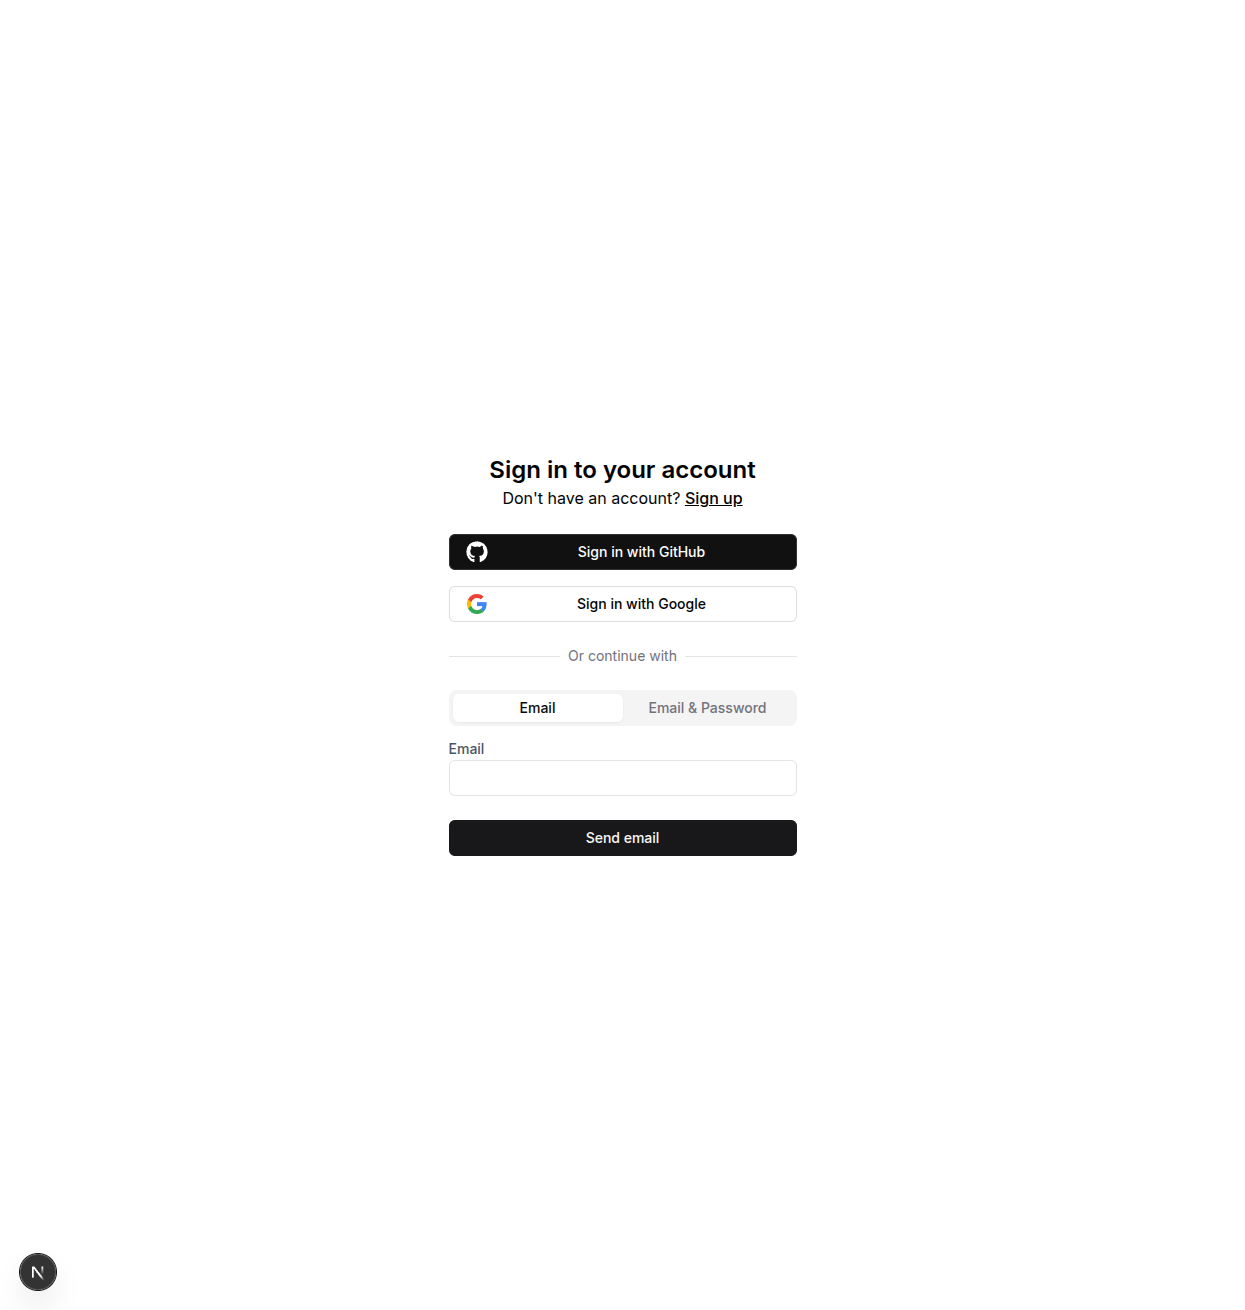 Sign in to your account
Don't have an account? Sign up
Sign in with GitHub
Sign in with Google
Or continue with
Email
Email & Password
Email
Send email
N